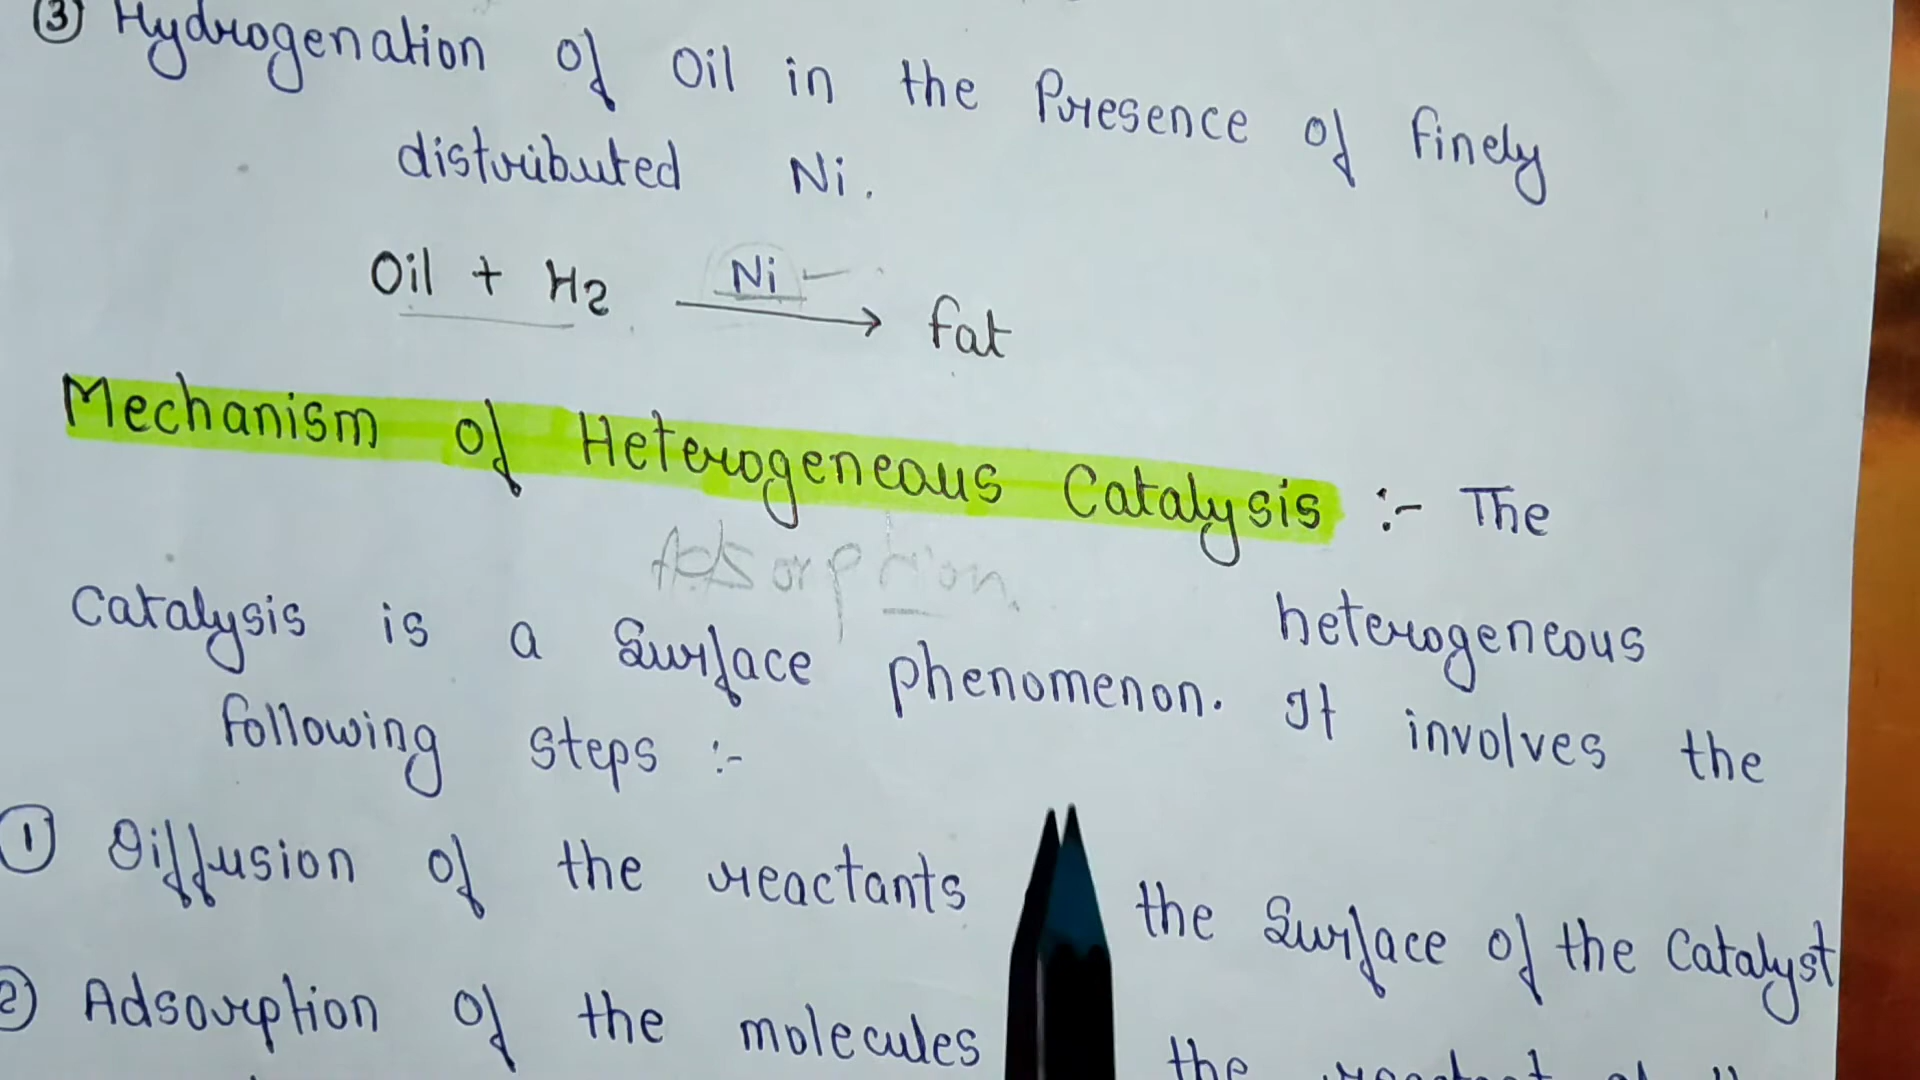 ③ Hydrogenation of Oil in the Presence of finely
distributed Ni.
Oil + H2 Ni → fat
Mechanism of Heterogeneous Catalysis :- The
Adsorption
heterogeneous
Catalysis is a Surface phenomenon. It involves the
following steps :-
① Diffusion of the reactants the Surface of the Catalyst
② Adsorption of the molecules the